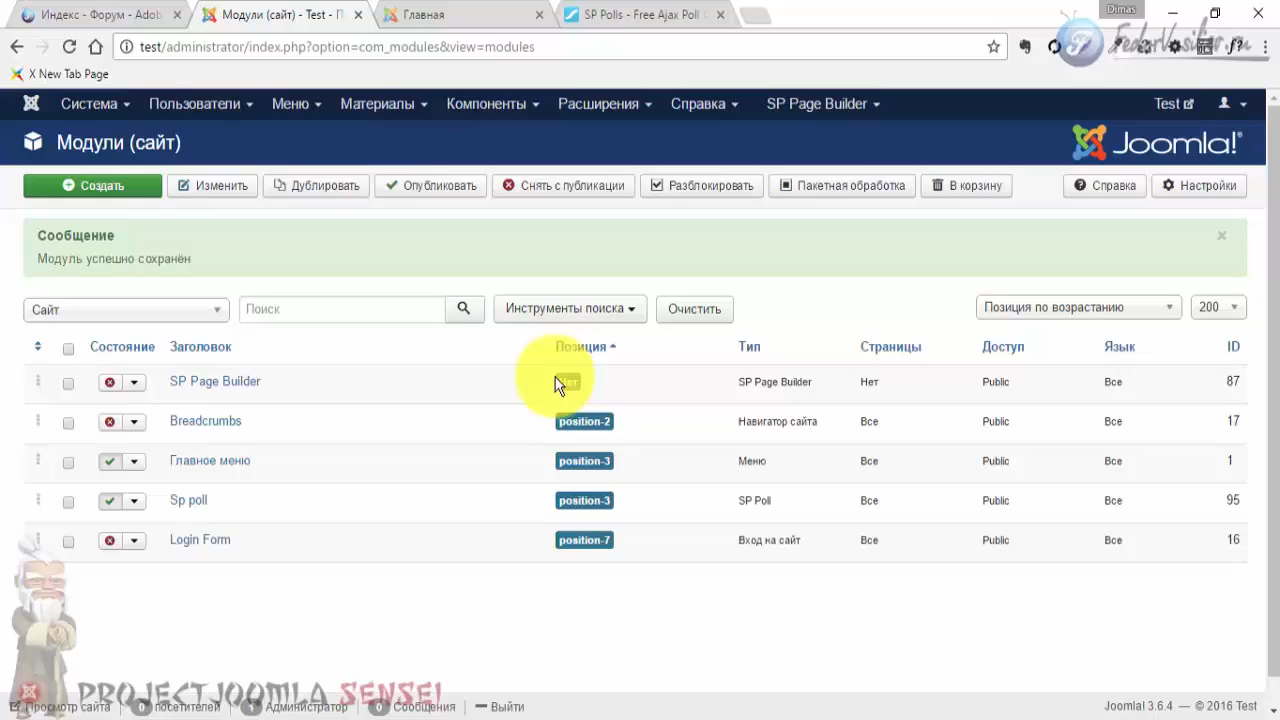 Индекс - Форум - Adob
Модули (сайт) - Test - П
Главная
SP Polls - Free Ajax Poll C
Dimas
test/administrator/index.php?option=com_modules&view=modules
FedorVasiliev.ru
X New Tab Page
Система Пользователи Меню Материалы Компоненты Расширения Справка SP Page Builder Test
Модули (сайт)
Joomla!®
Создать Изменить Дублировать Опубликовать Снять с публикации Разблокировать Пакетная обработка В корзину Справка Настройки
Сообщение
Модуль успешно сохранён
Сайт Поиск Инструменты поиска Очистить Позиция по возрастанию 200
Состояние Заголовок Позиция Тип Страницы Доступ Язык ID
SP Page Builder Нет SP Page Builder Нет Public Все 87
Breadcrumbs position-2 Навигатор сайта Все Public Все 17
Главное меню position-3 Меню Все Public Все 1
Sp poll position-3 SP Poll Все Public Все 95
Login Form position-7 Вход на сайт Все Public Все 16
PROJECTJOOMLA SENSEI
Просмотр сайта 0 посетителей 1 Администратор 0 Сообщения Выйти Joomla 3.6.4 — © 2016 Test